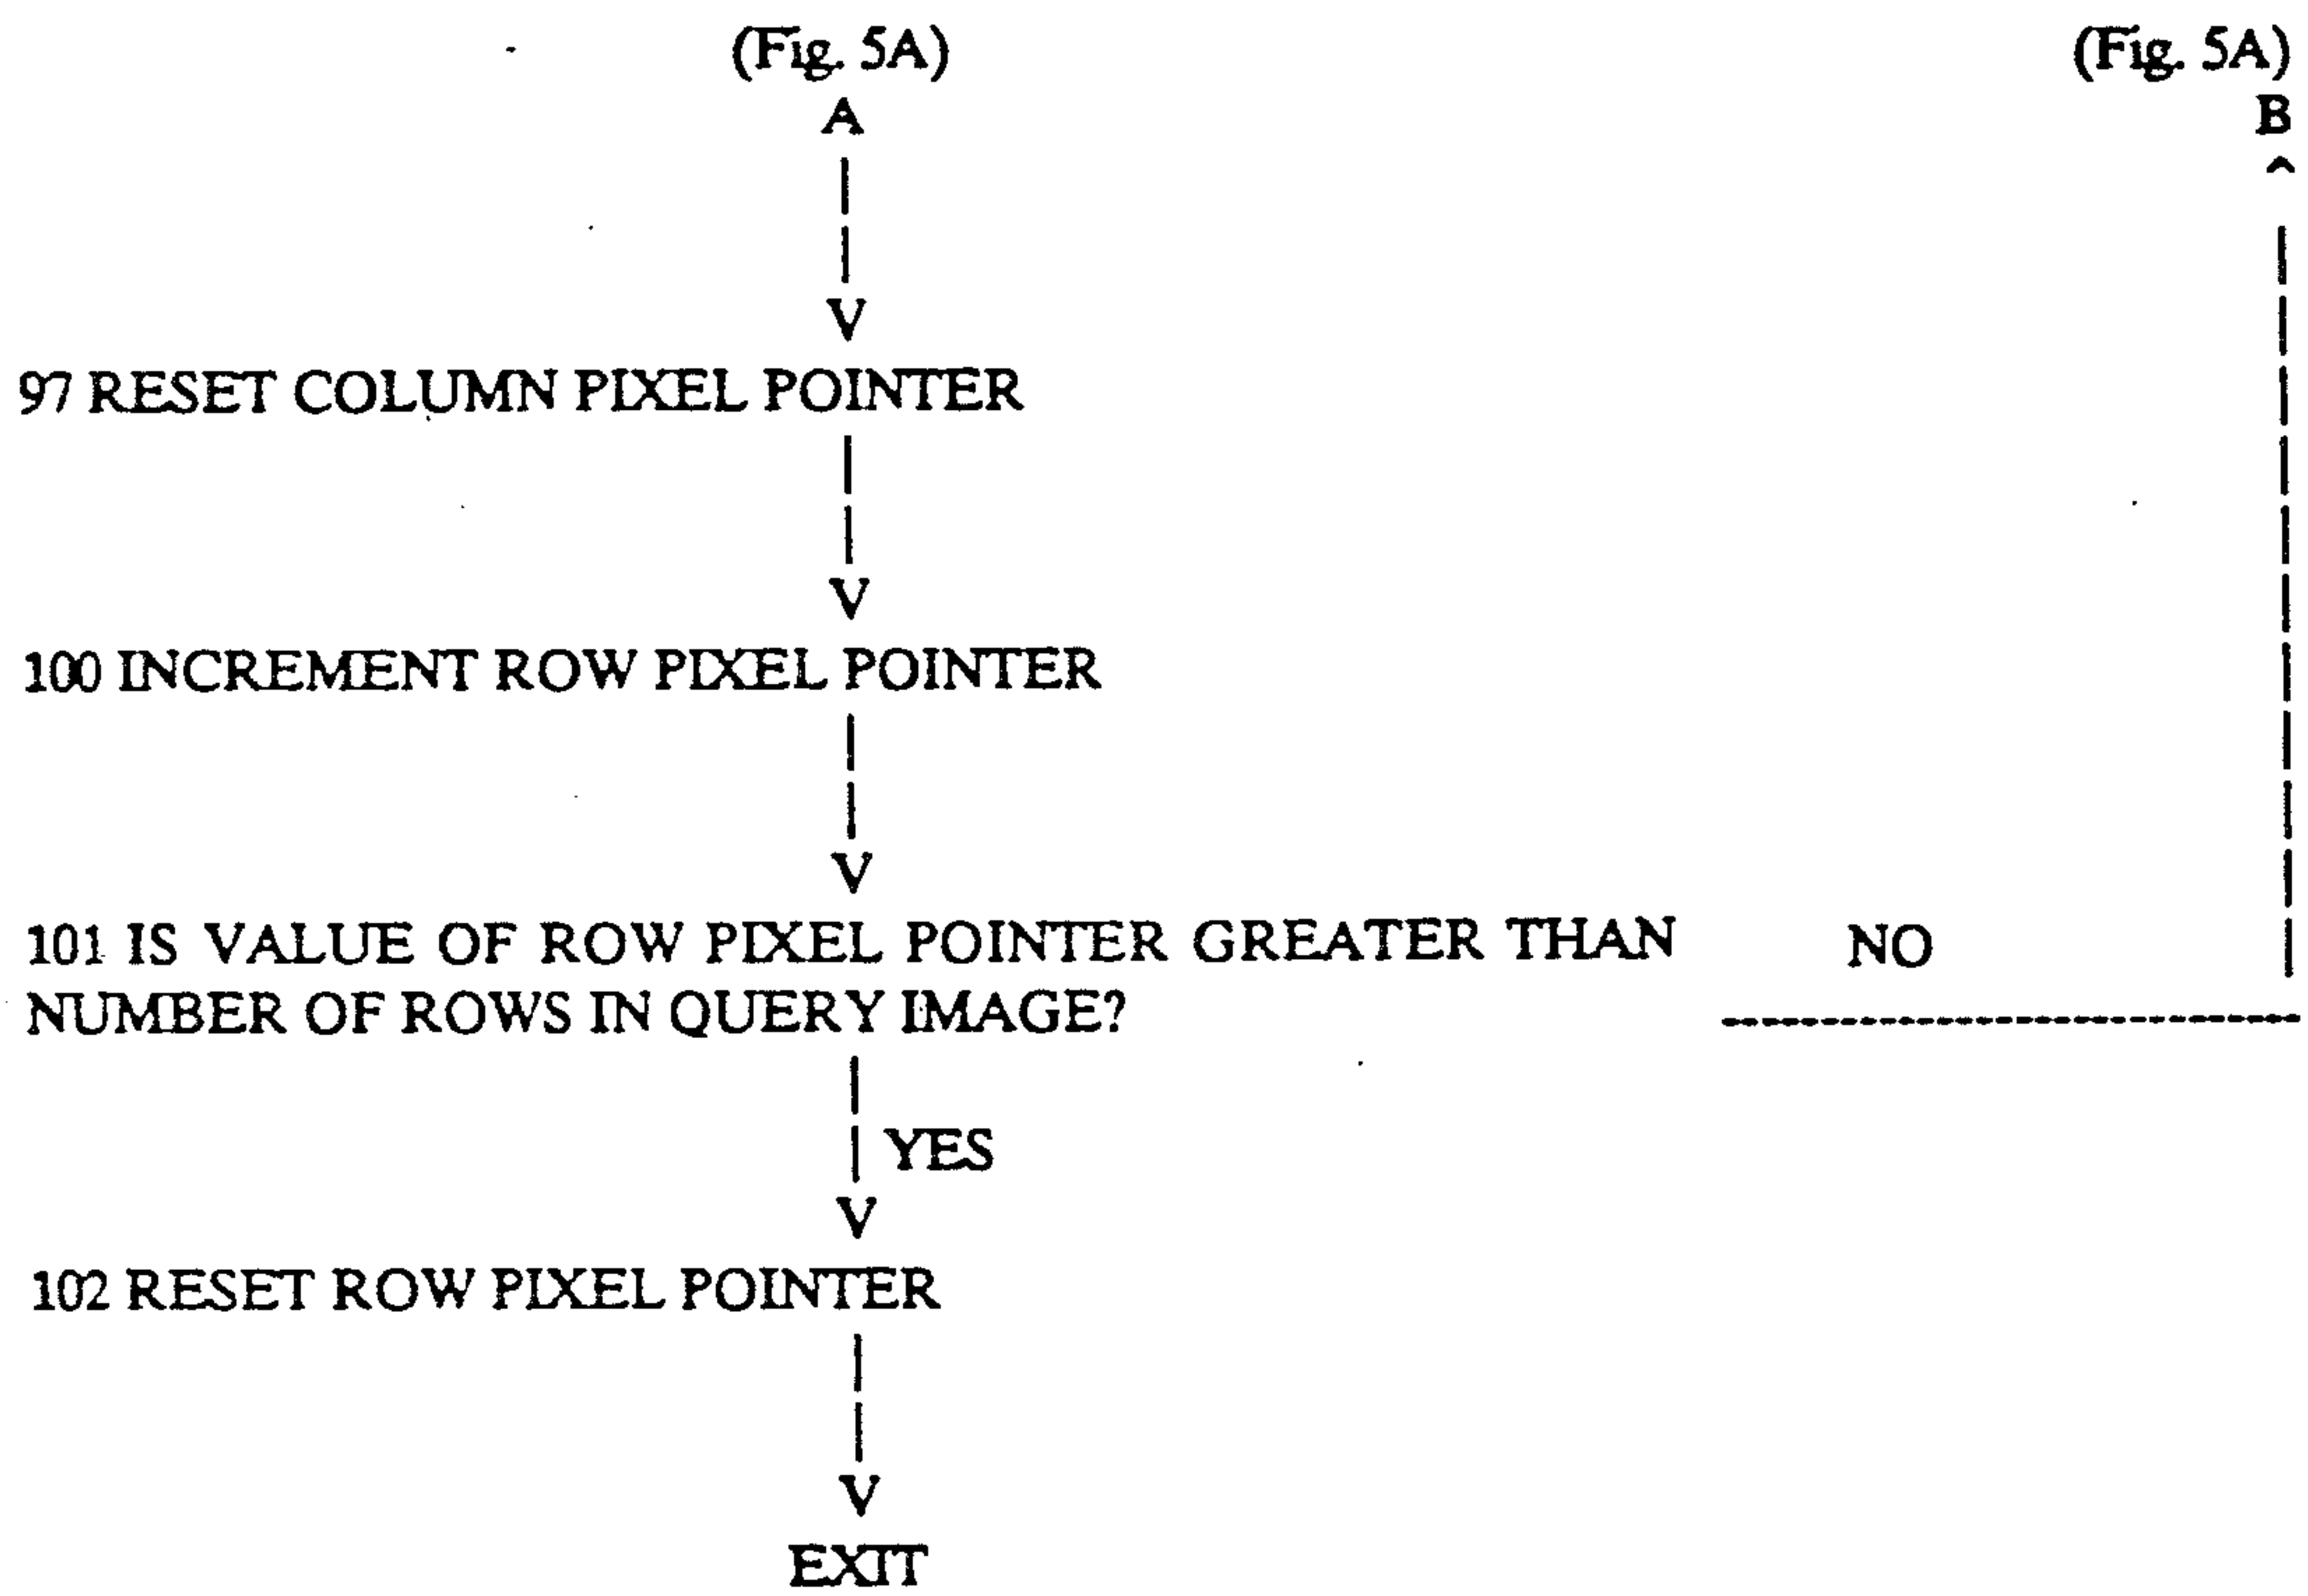 (Fig. 5A) (Fig. 5A)
A B
97 RESET COLUMN PIXEL POINTER
100 INCREMENT ROW PIXEL POINTER
101 IS VALUE OF ROW PIXEL POINTER GREATER THAN NO
NUMBER OF ROWS IN QUERY IMAGE?
YES
102 RESET ROW PIXEL POINTER
EXIT